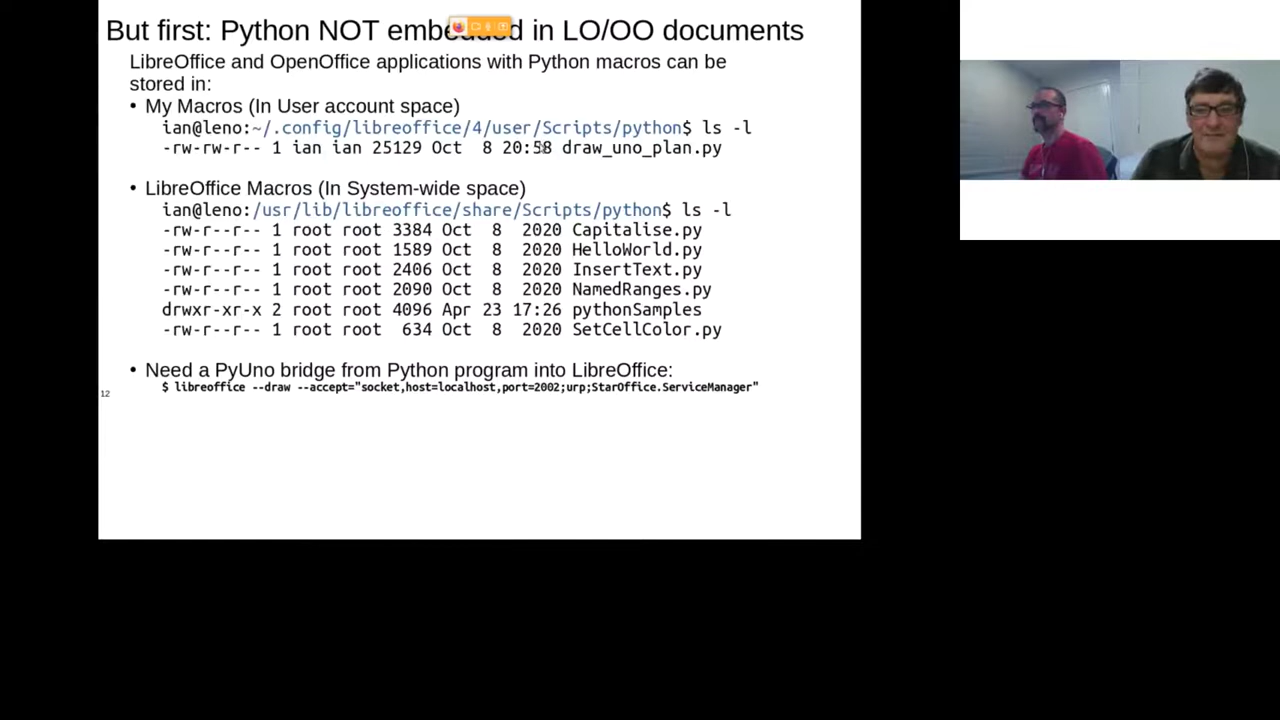 But first: Python NOT embedded in LO/OO documents
LibreOffice and OpenOffice applications with Python macros can be
stored in:
• My Macros (In User account space)
ian@leno:~/.config/libreoffice/4/user/Scripts/python$ ls -l
-rw-rw-r-- 1 ian ian 25129 Oct  8 20:58 draw_uno_plan.py
• LibreOffice Macros (In System-wide space)
ian@leno:/usr/lib/libreoffice/share/Scripts/python$ ls -l
-rw-r--r-- 1 root root 3384 Oct  8  2020 Capitalise.py
-rw-r--r-- 1 root root 1589 Oct  8  2020 HelloWorld.py
-rw-r--r-- 1 root root 2406 Oct  8  2020 InsertText.py
-rw-r--r-- 1 root root 2090 Oct  8  2020 NamedRanges.py
drwxr-xr-x 2 root root 4096 Apr 23 17:26 pythonSamples
-rw-r--r-- 1 root root  634 Oct  8  2020 SetCellColor.py
• Need a PyUno bridge from Python program into LibreOffice:
$ libreoffice --draw --accept="socket,host=localhost,port=2002;urp;StarOffice.ServiceManager"
12